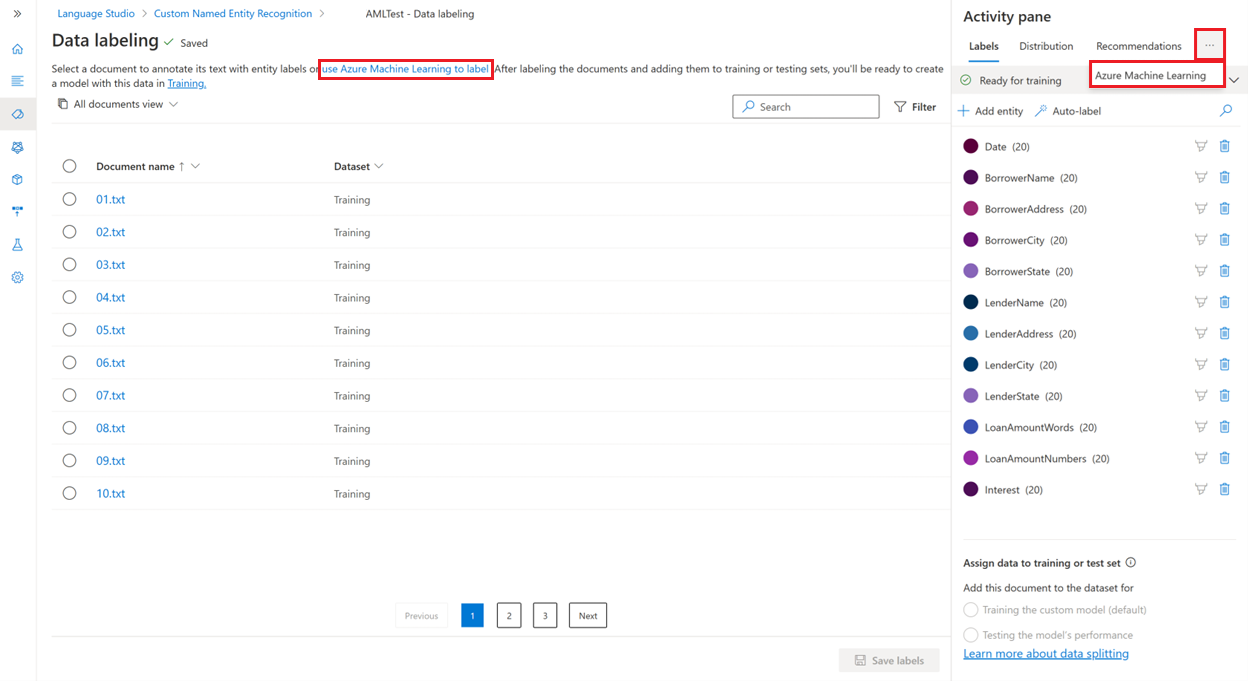 Language Studio > Custom Named Entity Recognition > AMLTest - Data labeling
Data labeling Saved
Select a document to annotate its text with entity labels or use Azure Machine Learning to label. After labeling the documents and adding them to training or testing sets, you'll be ready to create
a model with this data in Training.
All documents view
Search
Filter
Document name ↑
Dataset
01.txt Training
02.txt Training
03.txt Training
04.txt Training
05.txt Training
06.txt Training
07.txt Training
08.txt Training
09.txt Training
10.txt Training
Previous 1 2 3 Next
Save labels
Activity pane
Labels Distribution Recommendations ...
Ready for training
Azure Machine Learning
Add entity Auto-label
Date (20)
BorrowerName (20)
BorrowerAddress (20)
BorrowerCity (20)
BorrowerState (20)
LenderName (20)
LenderAddress (20)
LenderCity (20)
LenderState (20)
LoanAmountWords (20)
LoanAmountNumbers (20)
Interest (20)
Assign data to training or test set
Add this document to the dataset for
Training the custom model (default)
Testing the model's performance
Learn more about data splitting